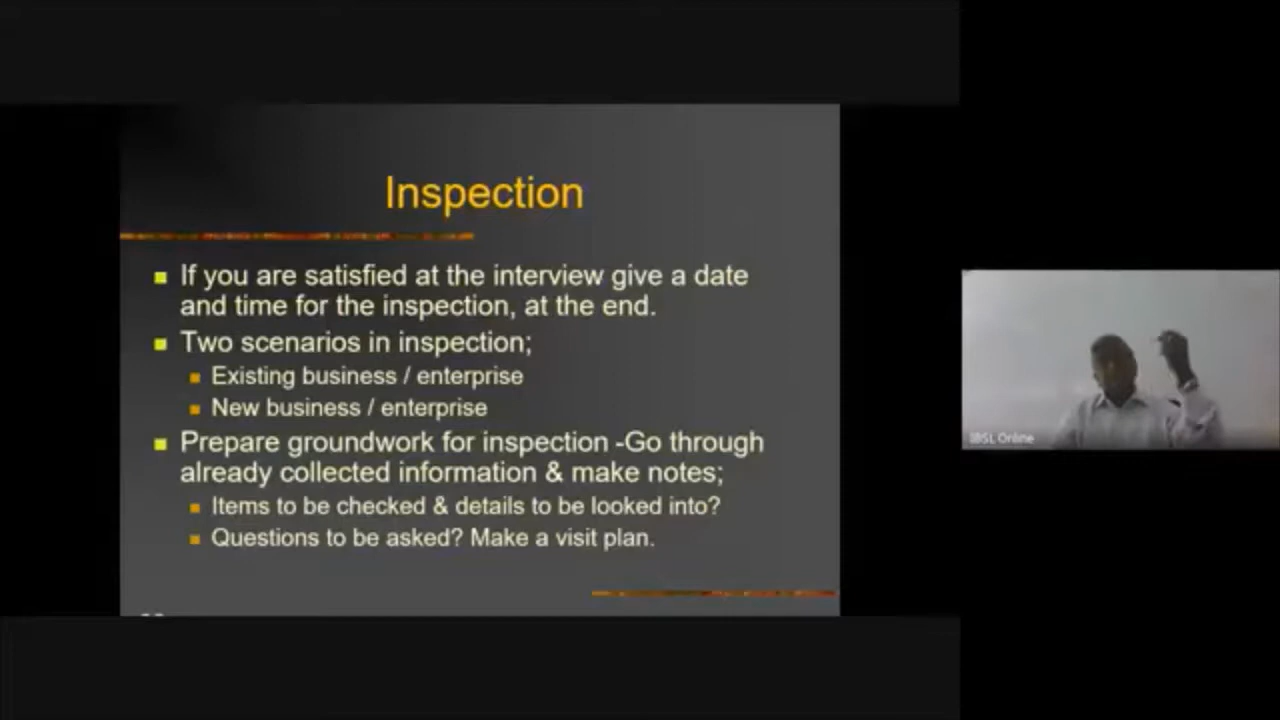 Inspection
If you are satisfied at the interview give a date
and time for the inspection, at the end.
Two scenarios in inspection;
Existing business / enterprise
New business / enterprise
Prepare groundwork for inspection -Go through
already collected information & make notes;
Items to be checked & details to be looked into?
Questions to be asked? Make a visit plan.
IBSL Online